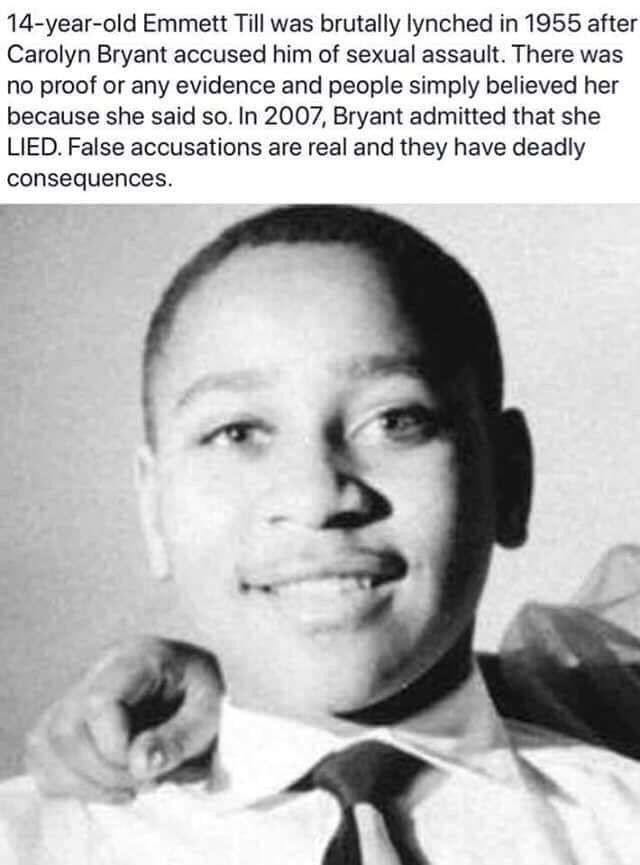 14-year-old Emmett Till was brutally lynched in 1955 after
Carolyn Bryant accused him of sexual assault. There was
no proof or any evidence and people simply believed her
because she said so. In 2007, Bryant admitted that she
LIED. False accusations are real and they have deadly
consequences.